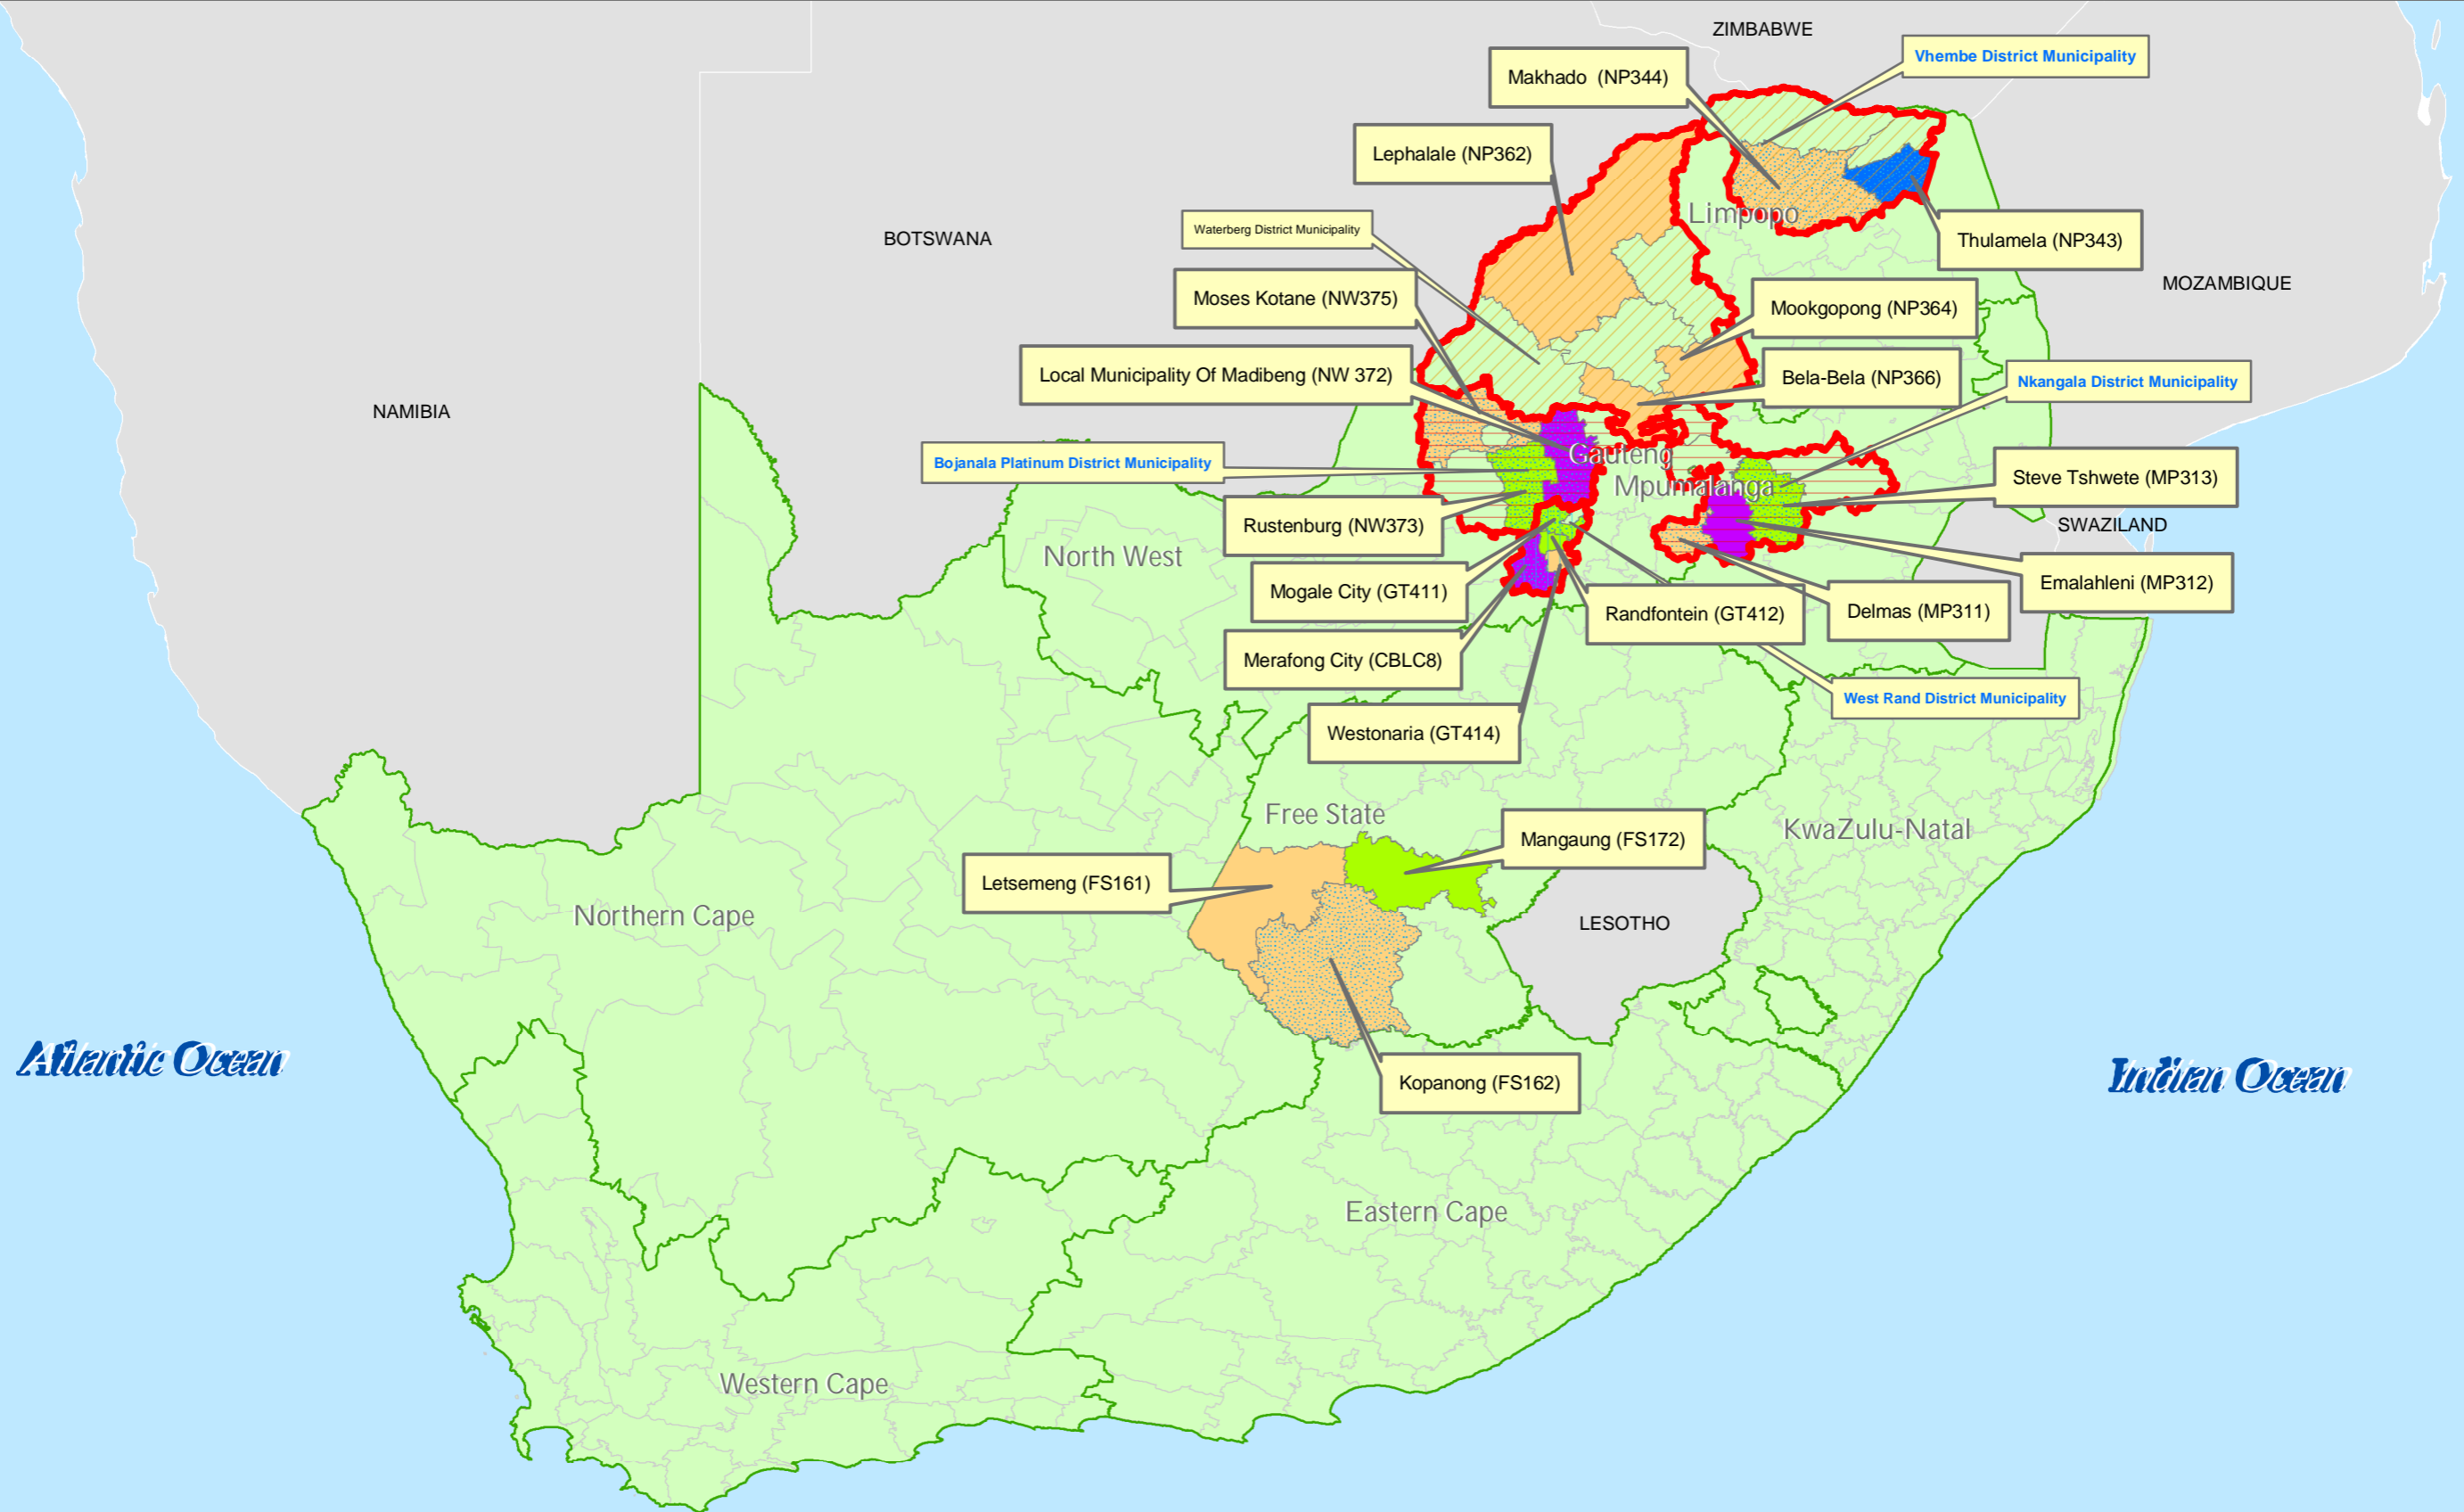 ZIMBABWE
Vhembe District Municipality
Makhado (NP344)
Lephalale (NP362)
Limpopo
Waterberg District Municipality
BOTSWANA
Thulamela (NP343)
MOZAMBIQUE
Moses Kotane (NW375)
Mookgopong (NP364)
Local Municipality Of Madibeng (NW 372)
Bela-Bela (NP366)
Nkangala District Municipality
NAMIBIA
Gauteng
Bojanala Platinum District Municipality
Steve Tshwete (MP313)
Mpumalanga
Rustenburg (NW373)
SWAZILAND
North West
Emalahleni (MP312)
Mogale City (GT411)
Randfontein (GT412)
Delmas (MP311)
Merafong City (CBLC8)
West Rand District Municipality
Westonaria (GT414)
Free State
KwaZulu-Natal
Mangaung (FS172)
Letsemeng (FS161)
Northern Cape
LESOTHO
Atlantic Ocean
Indian Ocean
Kopanong (FS162)
Eastern Cape
Western Cape